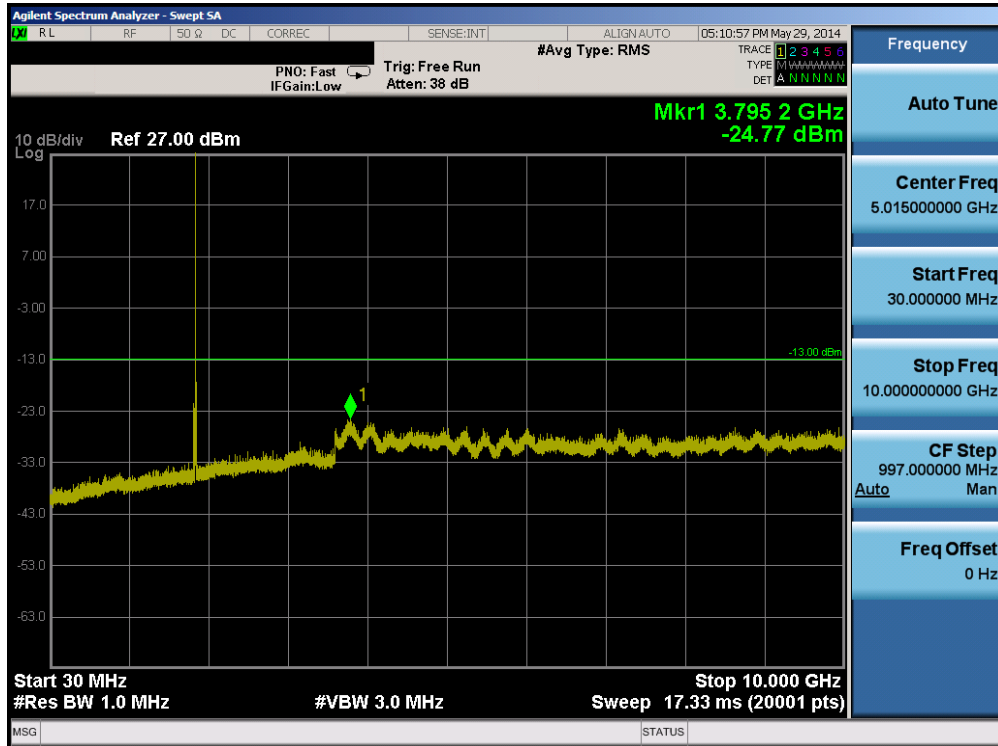 Agilent Spectrum Analyzer - Swept SA
LXI RL RF 50 Ω DC CORREC SENSE:INT ALIGN AUTO 05:10:57 PM May 29, 2014
#Avg Type: RMS TRACE 1 2 3 4 5 6
PNO: Fast Trig: Free Run TYPE M
IFGain:Low Atten: 38 dB DET A N N N N N
Mkr1 3.795 2 GHz
-24.77 dBm
10 dB/div Ref 27.00 dBm
Log
17.0
7.00
-3.00
-13.0
-13.00 dBm
1
-23.0
-33.0
-43.0
-53.0
-63.0
Start 30 MHz Stop 10.000 GHz
#Res BW 1.0 MHz #VBW 3.0 MHz Sweep 17.33 ms (20001 pts)
MSG STATUS
Frequency
Auto Tune
Center Freq
5.015000000 GHz
Start Freq
30.000000 MHz
Stop Freq
10.000000000 GHz
CF Step
997.000000 MHz
Auto Man
Freq Offset
0 Hz